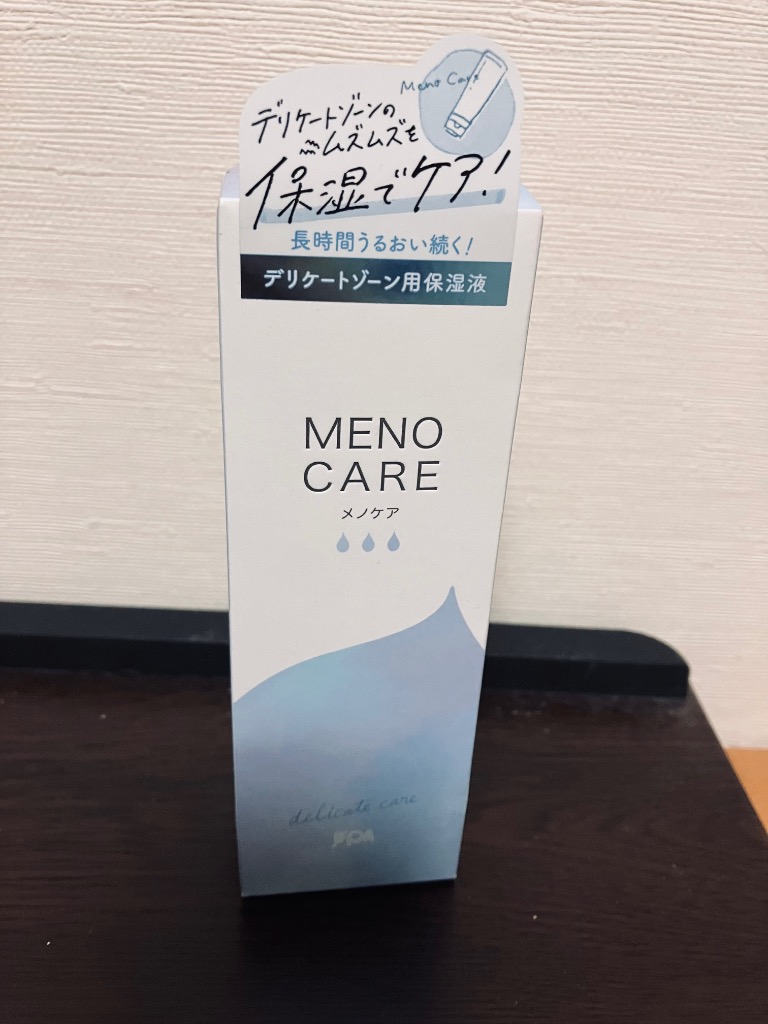 Meno Care
デリケートゾーンの
ムズムズを
保湿でケア!
長時間うるおい続く!
デリケートゾーン用保湿液
MENO
CARE
メノケア
delicate care